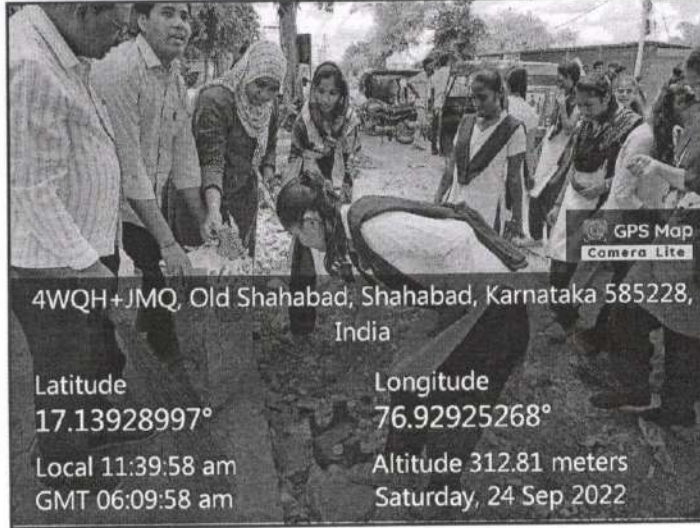 GPS Map
Camera Lite
4WQH+JMQ, Old Shahabad, Shahabad, Karnataka 585228,
India
Latitude
17.13928997°
Longitude
76.92925268°
Local 11:39:58 am
GMT 06:09:58 am
Altitude 312.81 meters
Saturday, 24 Sep 2022